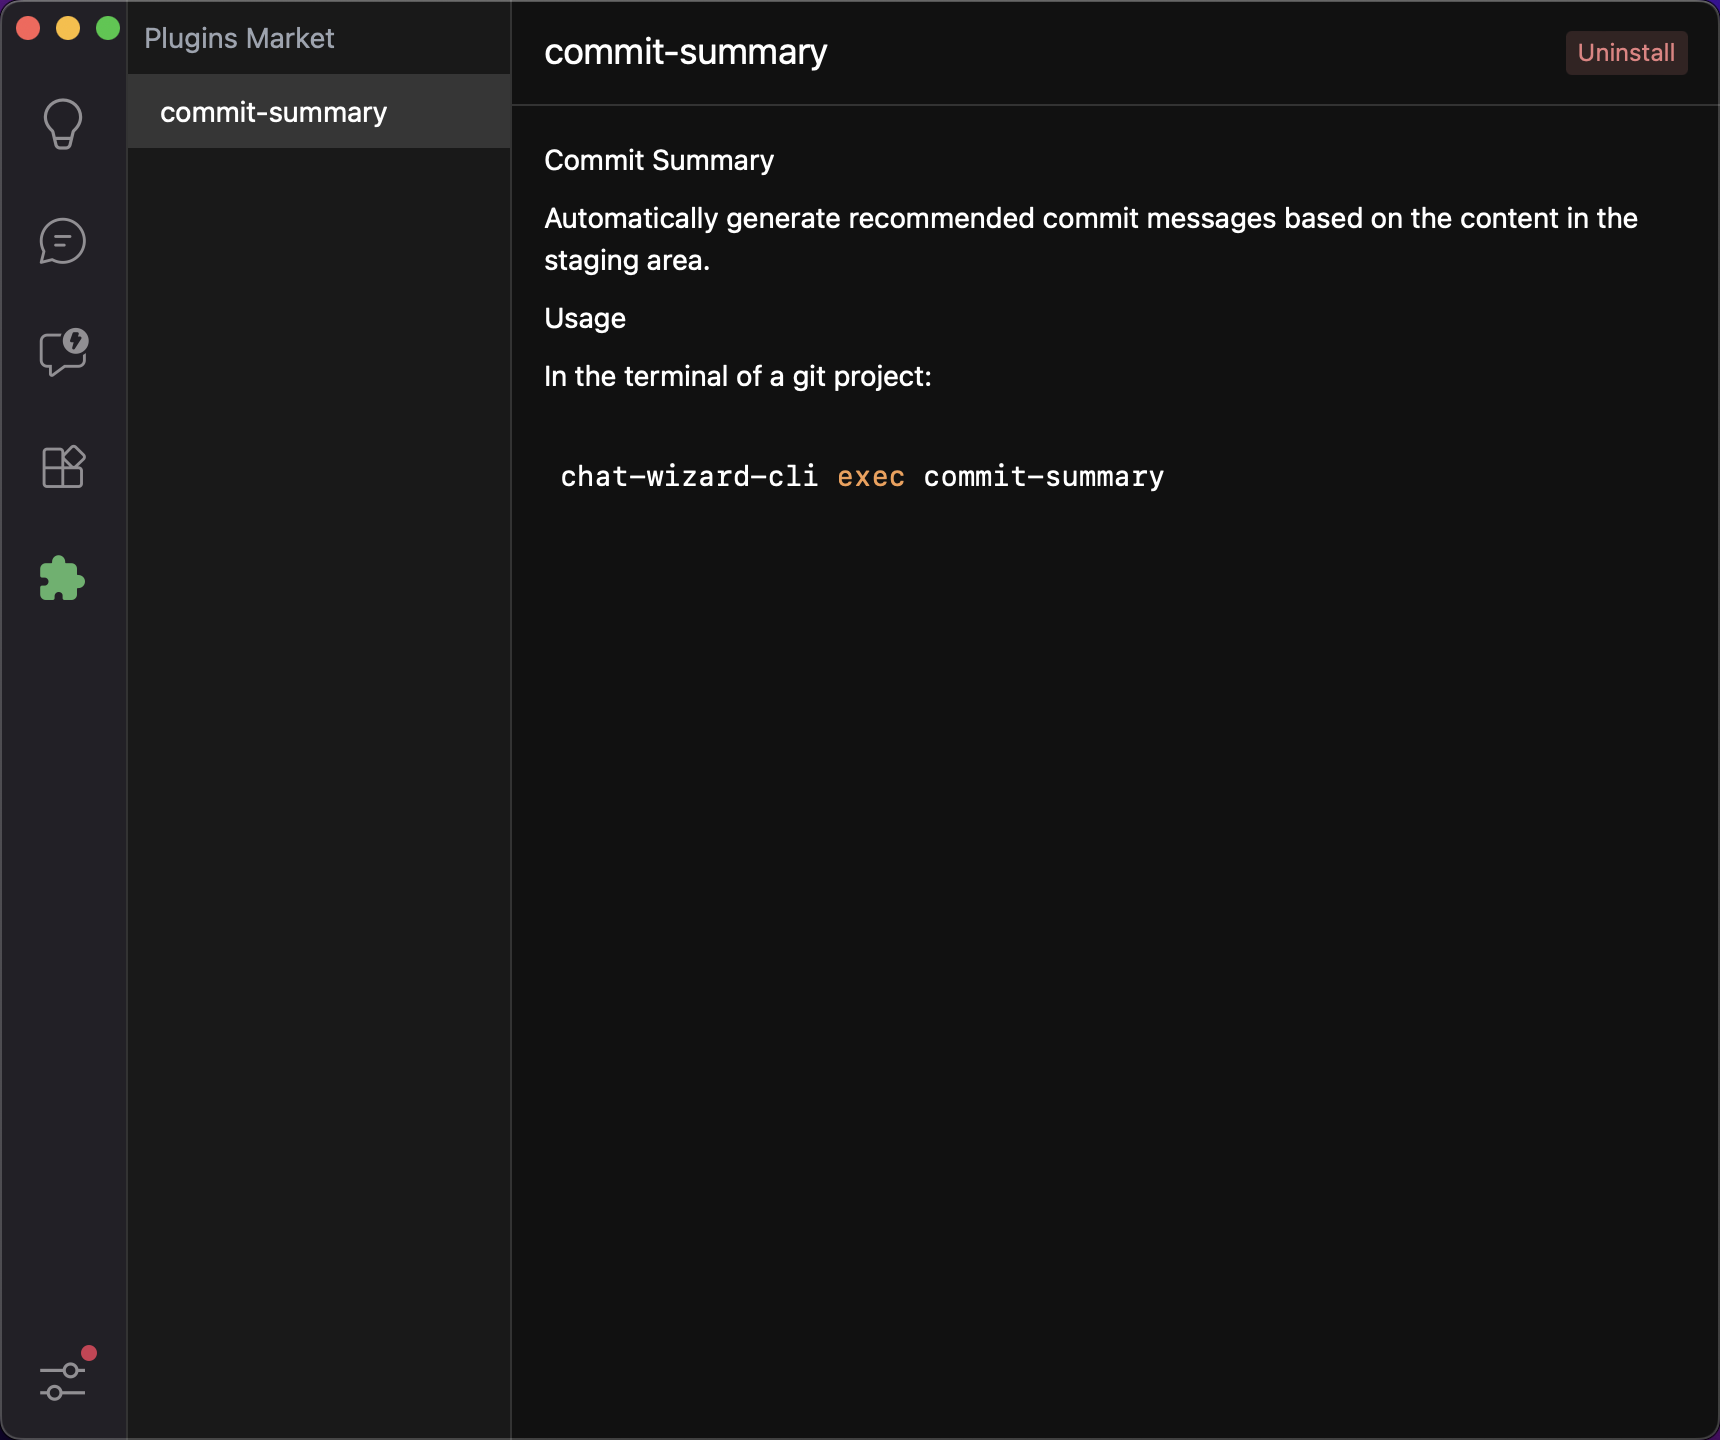 Plugins Market
commit-summary
commit-summary
Uninstall
Commit Summary
Automatically generate recommended commit messages based on the content in the
staging area.
Usage
In the terminal of a git project:
chat-wizard-cli exec commit-summary